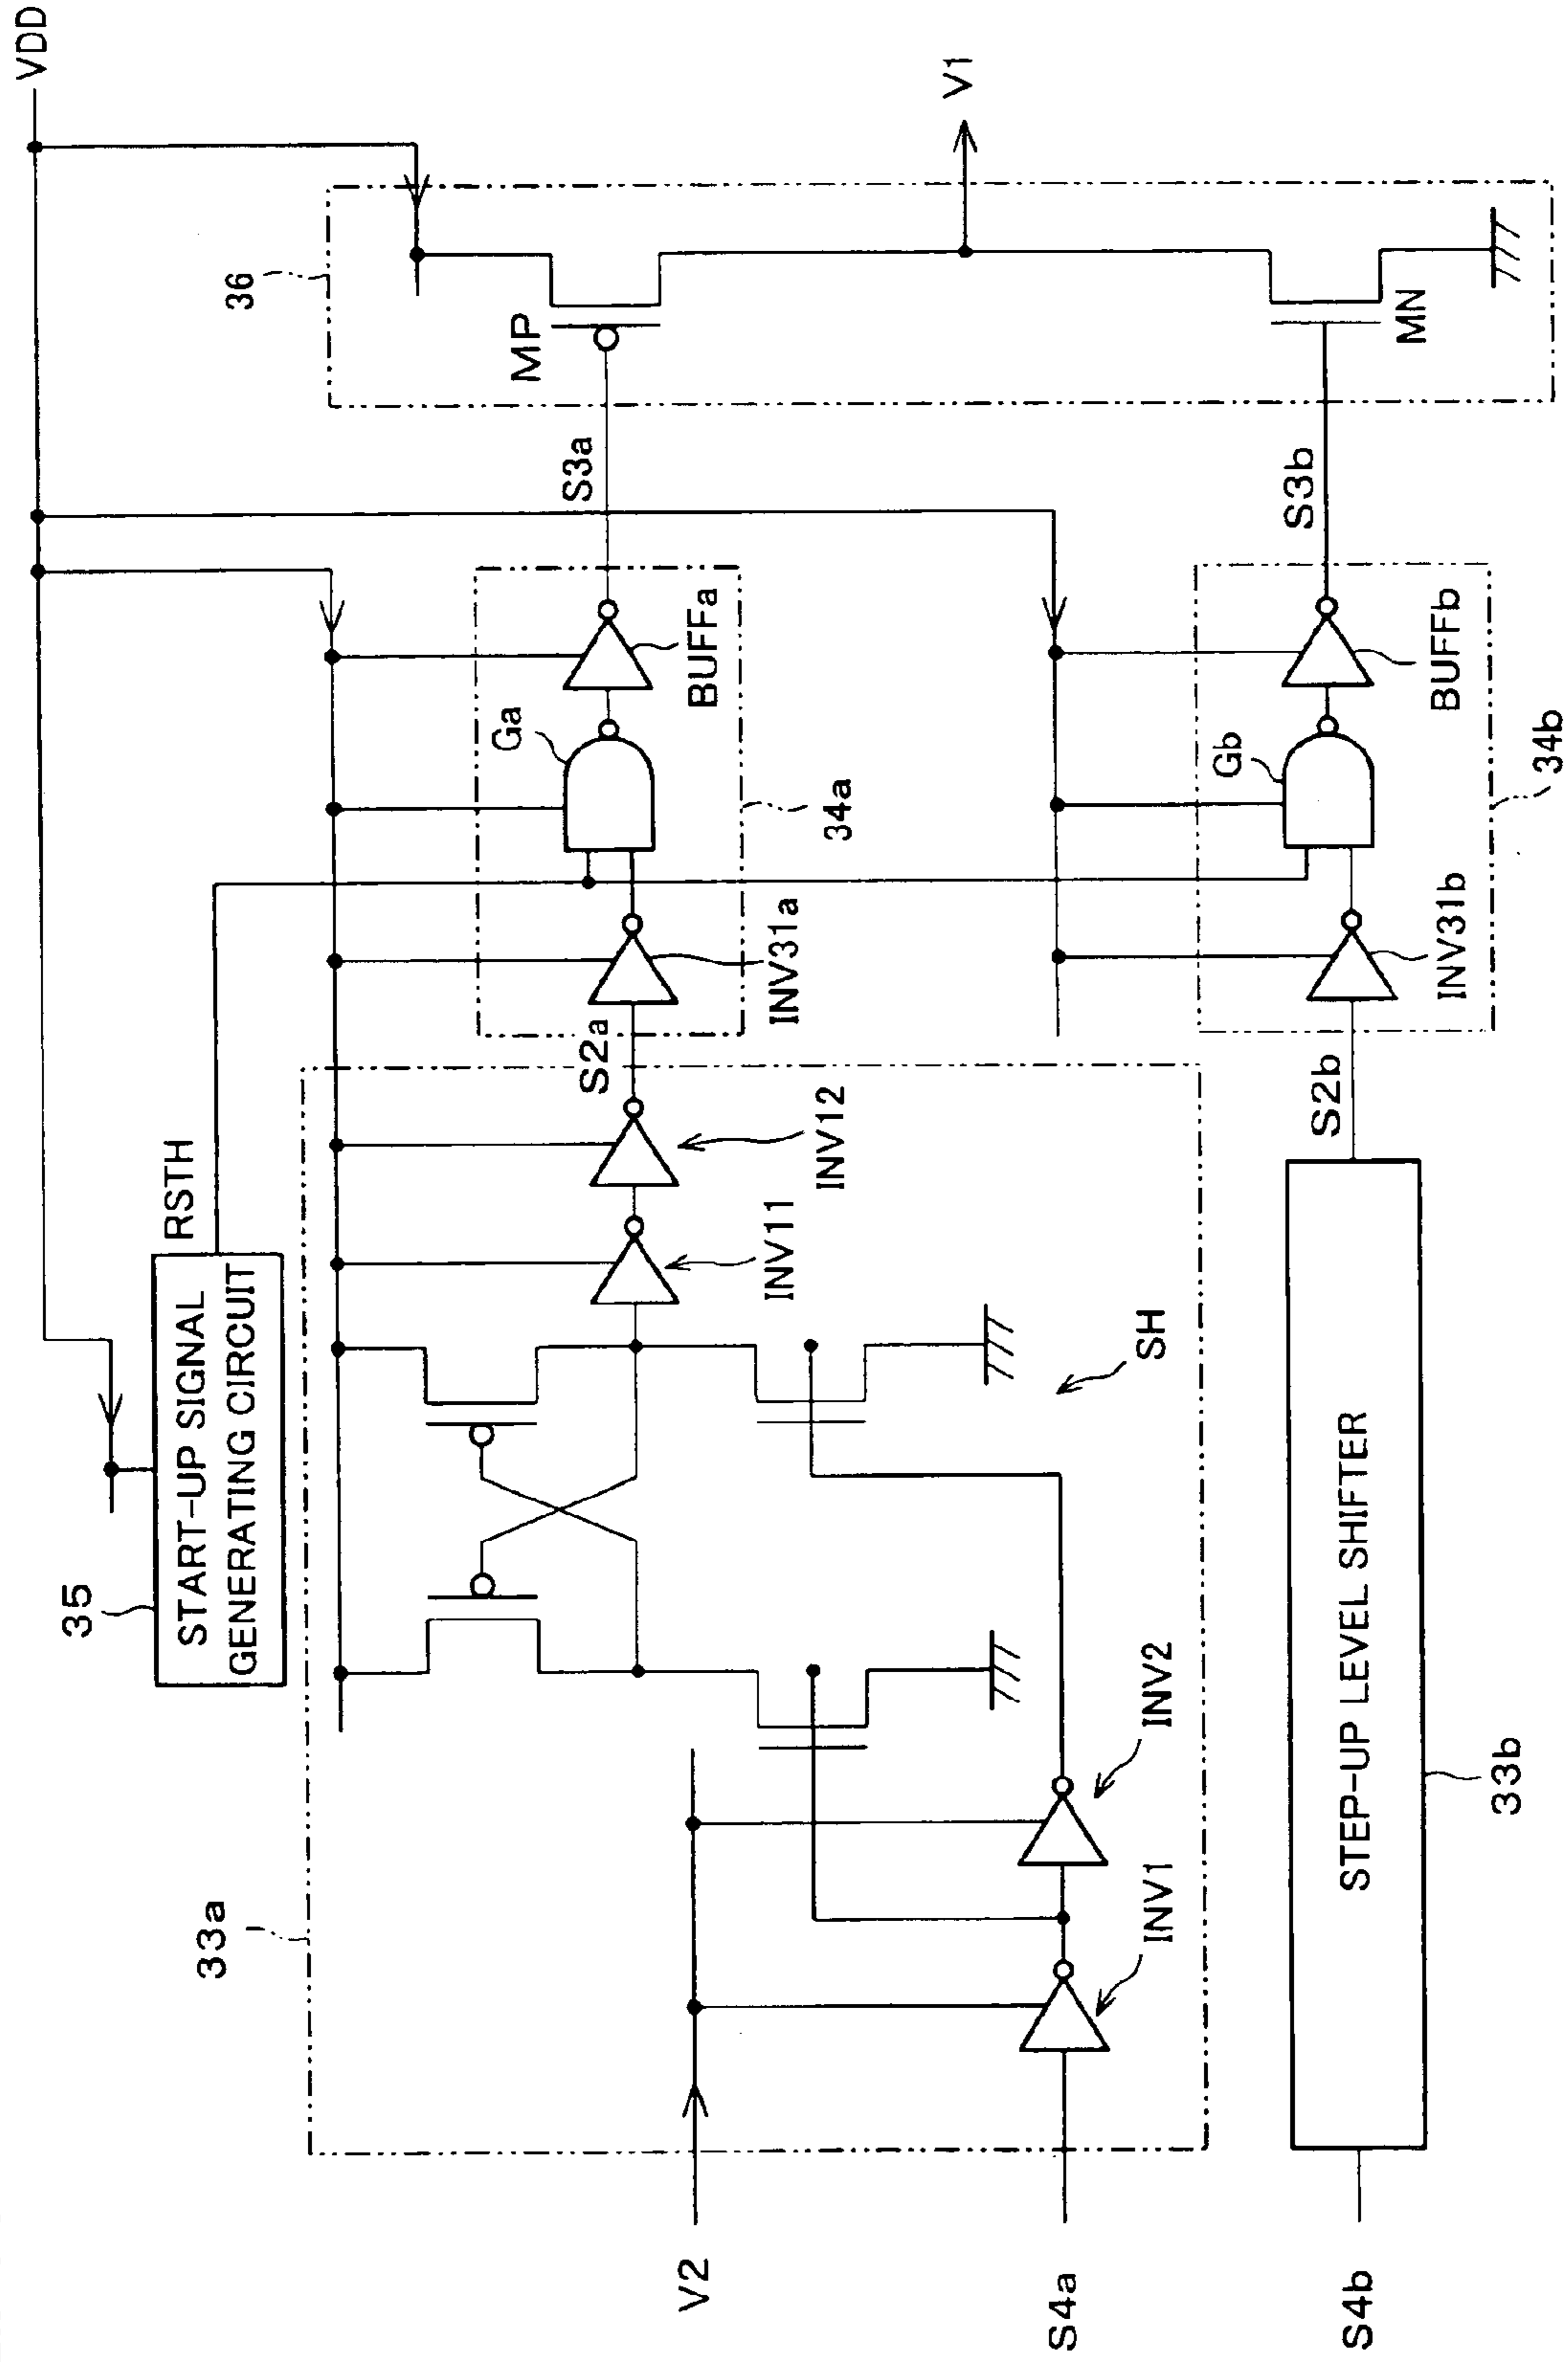 VDD
35
START-UP SIGNAL
GENERATING CIRCUIT
RSTH
36
V1
MP
MN
S3a
S3b
33a
V2
S4a
INV1
INV2
SH
INV11
INV12
S2a
INV31a
Ga
BUFFa
34a
S4b
STEP-UP LEVEL SHIFTER
33b
S2b
INV31b
Gb
BUFFb
34b